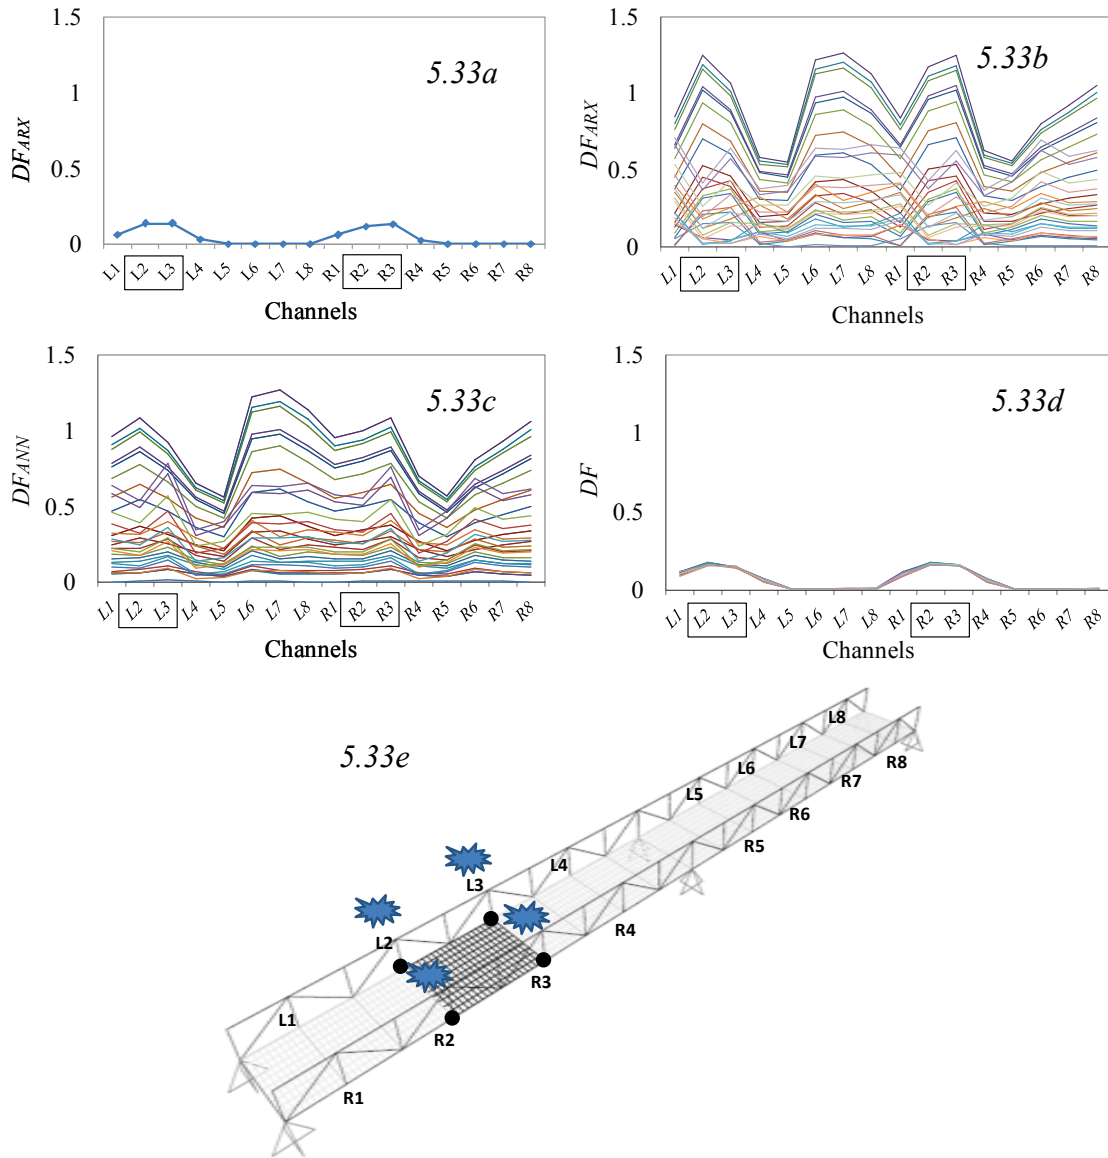 1.5
1
0.5
0
DFARX
5.33a
L1 L2 L3 L4 L5 L6 L7 L8 R1 R2 R3 R4 R5 R6 R7 R8
Channels
1.5
1
0.5
0
DFARX
5.33b
L1 L2 L3 L4 L5 L6 L7 L8 R1 R2 R3 R4 R5 R6 R7 R8
Channels
1.5
1
0.5
0
DFANN
5.33c
L1 L2 L3 L4 L5 L6 L7 L8 R1 R2 R3 R4 R5 R6 R7 R8
Channels
1.5
1
0.5
0
DF
5.33d
L1 L2 L3 L4 L5 L6 L7 L8 R1 R2 R3 R4 R5 R6 R7 R8
Channels
5.33e
L8
L7
R8
L6
R7
L5
R6
R5
L4
L3
R4
L2
R3
L1
R2
R1